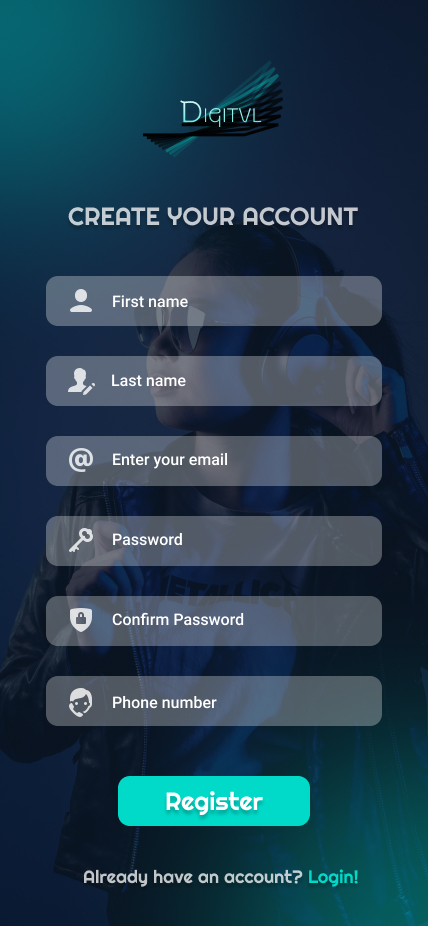 DIGITVL
CREATE YOUR ACCOUNT
First name
Last name
@ Enter your email
Password
METALLICA
Confirm Password
Phone number
Register
Already have an account? Login!